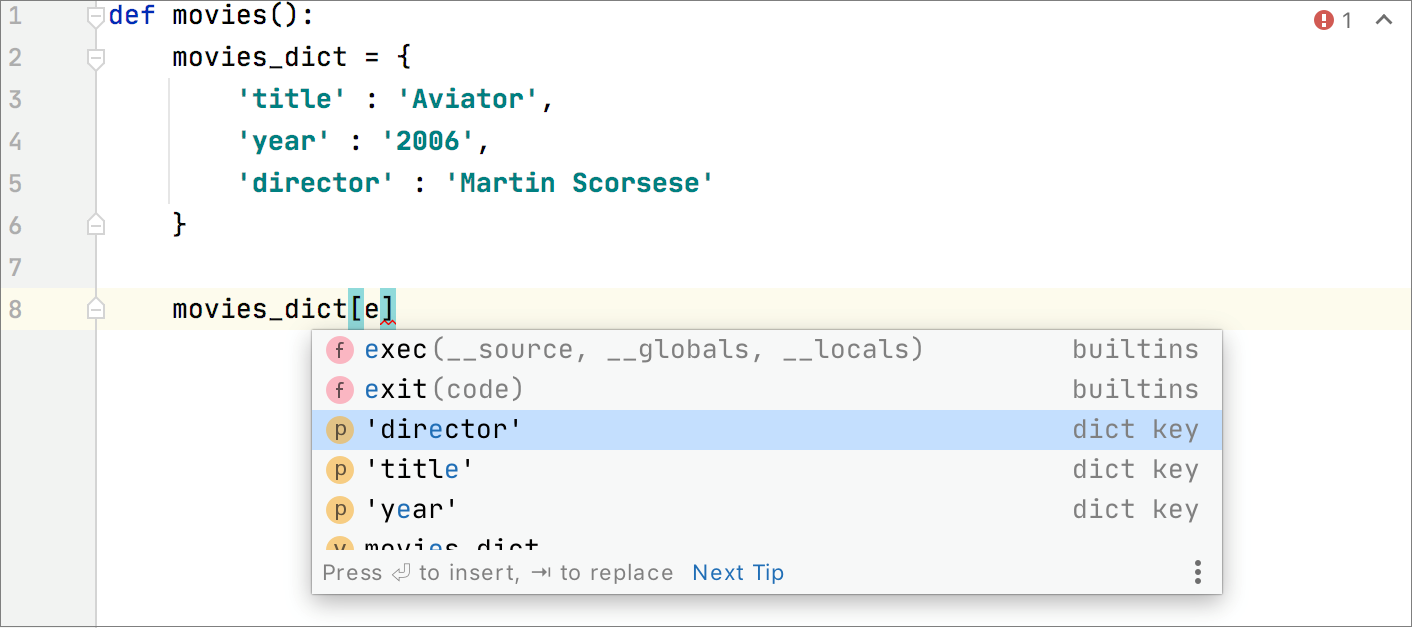 1 def movies():
1
2 movies_dict = {
3 'title' : 'Aviator',
4 'year' : '2006',
5 'director' : 'Martin Scorsese'
6 }
7
8 movies_dict[e]
f exec(__source, __globals, __locals) builtins
f exit(code) builtins
p 'director' dict key
p 'title' dict key
p 'year' dict key
v movies_dict
Press ⏎ to insert, ⇥ to replace Next Tip